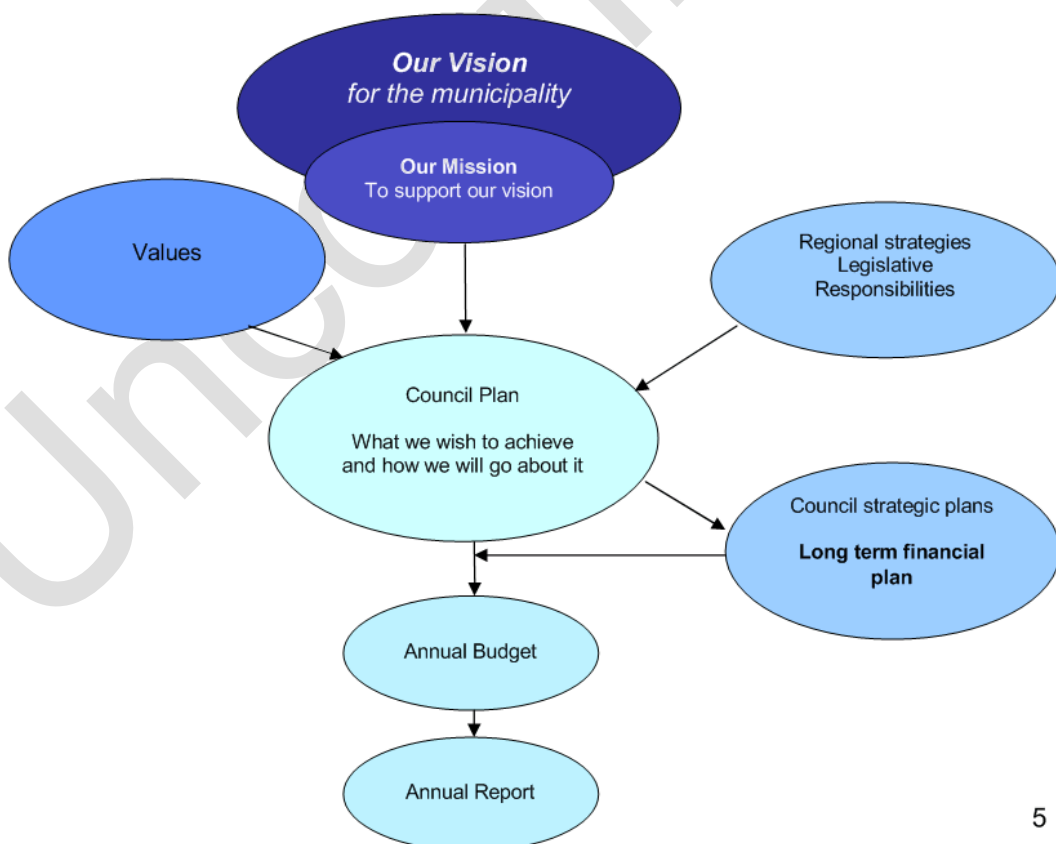 Our Vision
for the municipality
Our Mission
To support our vision
Values
Regional strategies
Legislative
Responsibilities
Council Plan
What we wish to achieve
and how we will go about it
Council strategic plans
Long term financial
plan
Annual Budget
Annual Report
5